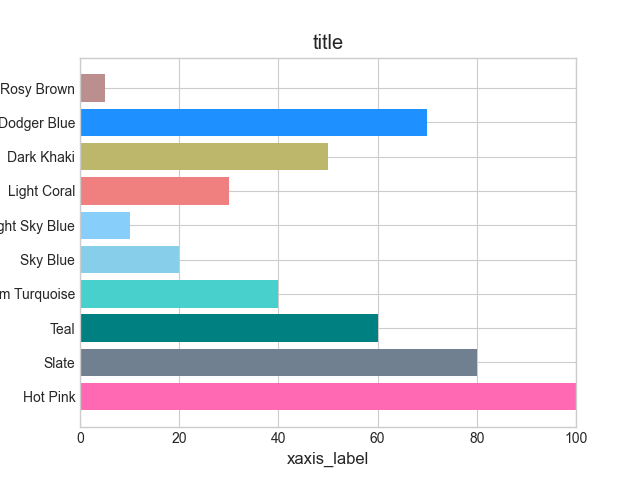 title
Rosy Brown
Dodger Blue
Dark Khaki
Light Coral
ght Sky Blue
Sky Blue
m Turquoise
Teal
Slate
Hot Pink
0 20 40 60 80 100
xaxis_label